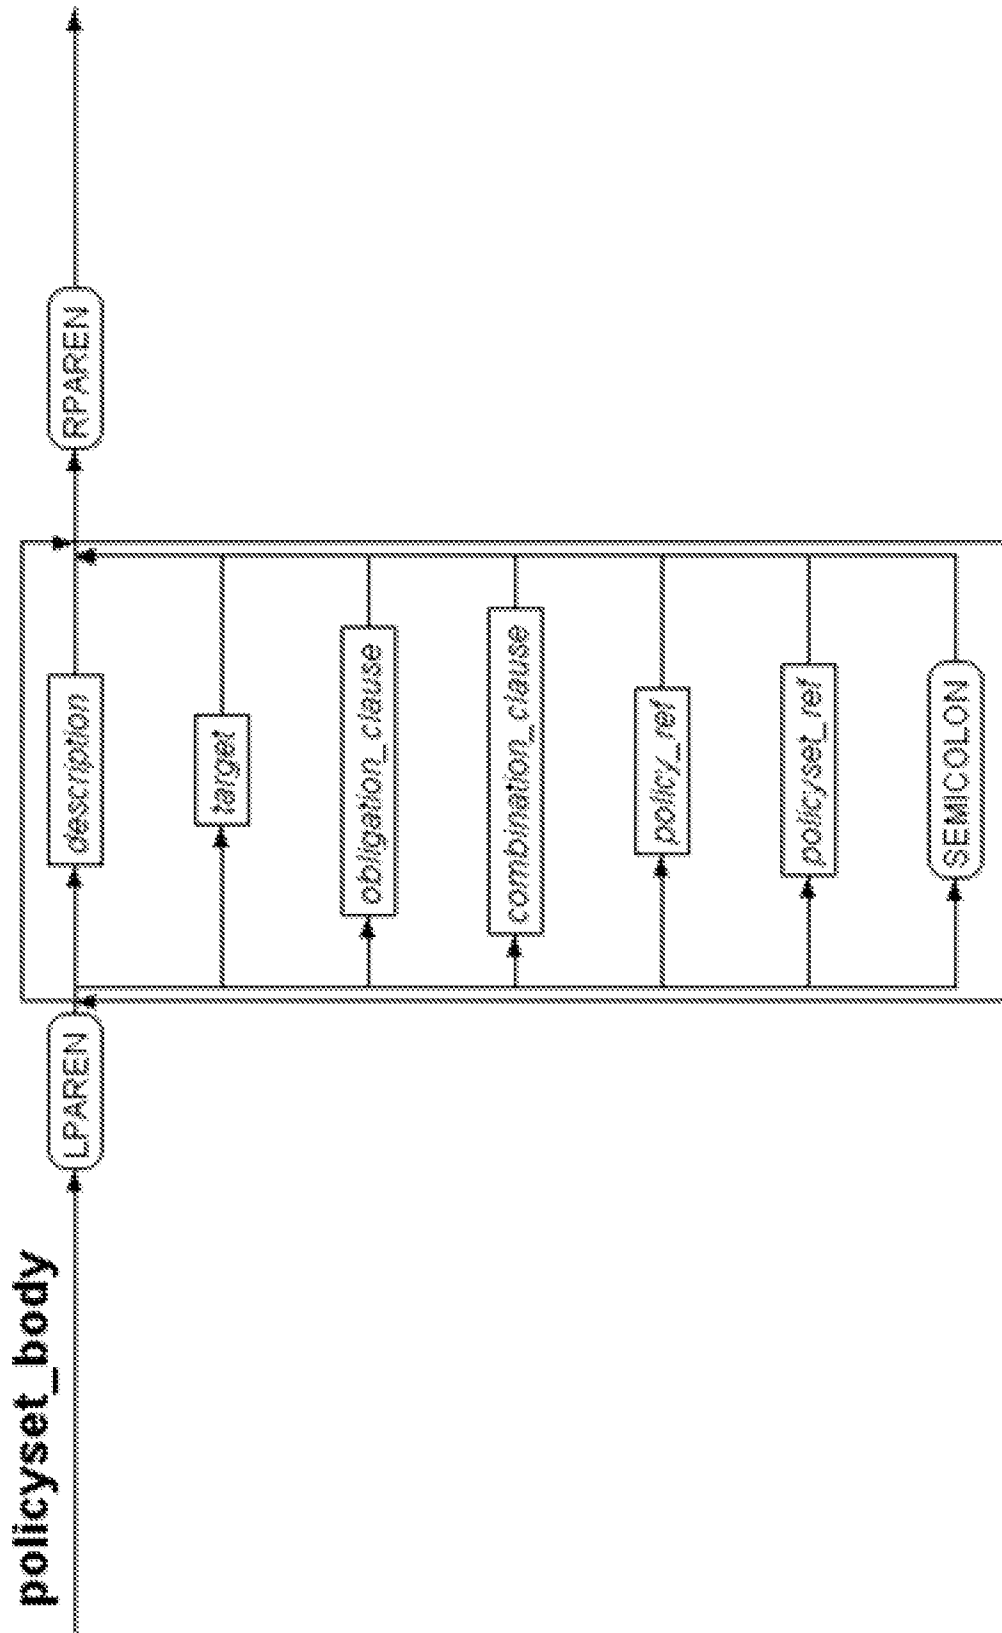 policyset_body
LPAREN
description
target
obligation_clause
combination_clause
policy_ref
policyset_ref
SEMICOLON
RPAREN